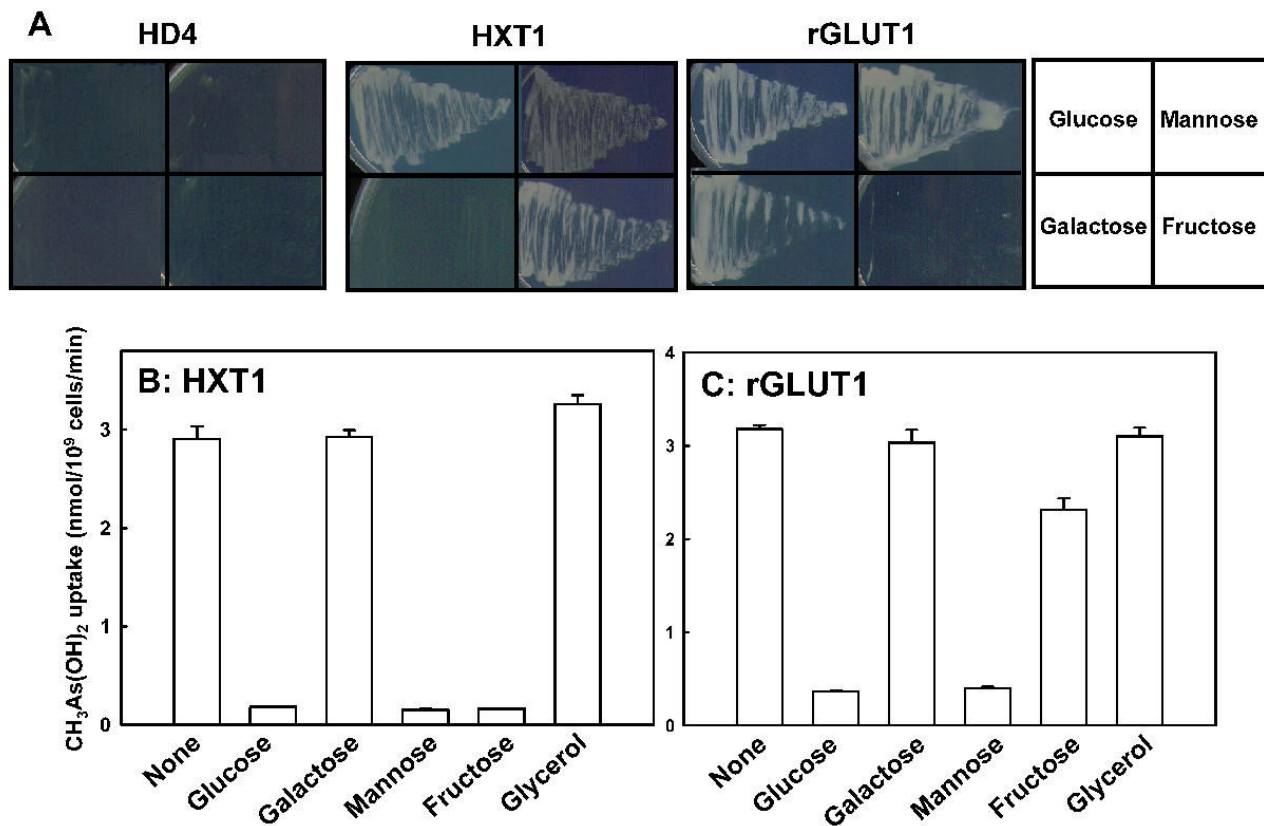 A
HD4
HXT1
rGLUT1
Glucose
Mannose
Galactose
Fructose
CH₃As(OH)₂ uptake (nmol/10⁹ cells/min)
B: HXT1
3
2
1
0
None
Glucose
Galactose
Mannose
Fructose
Glycerol
C: rGLUT1
4
3
2
1
0
None
Glucose
Galactose
Mannose
Fructose
Glycerol